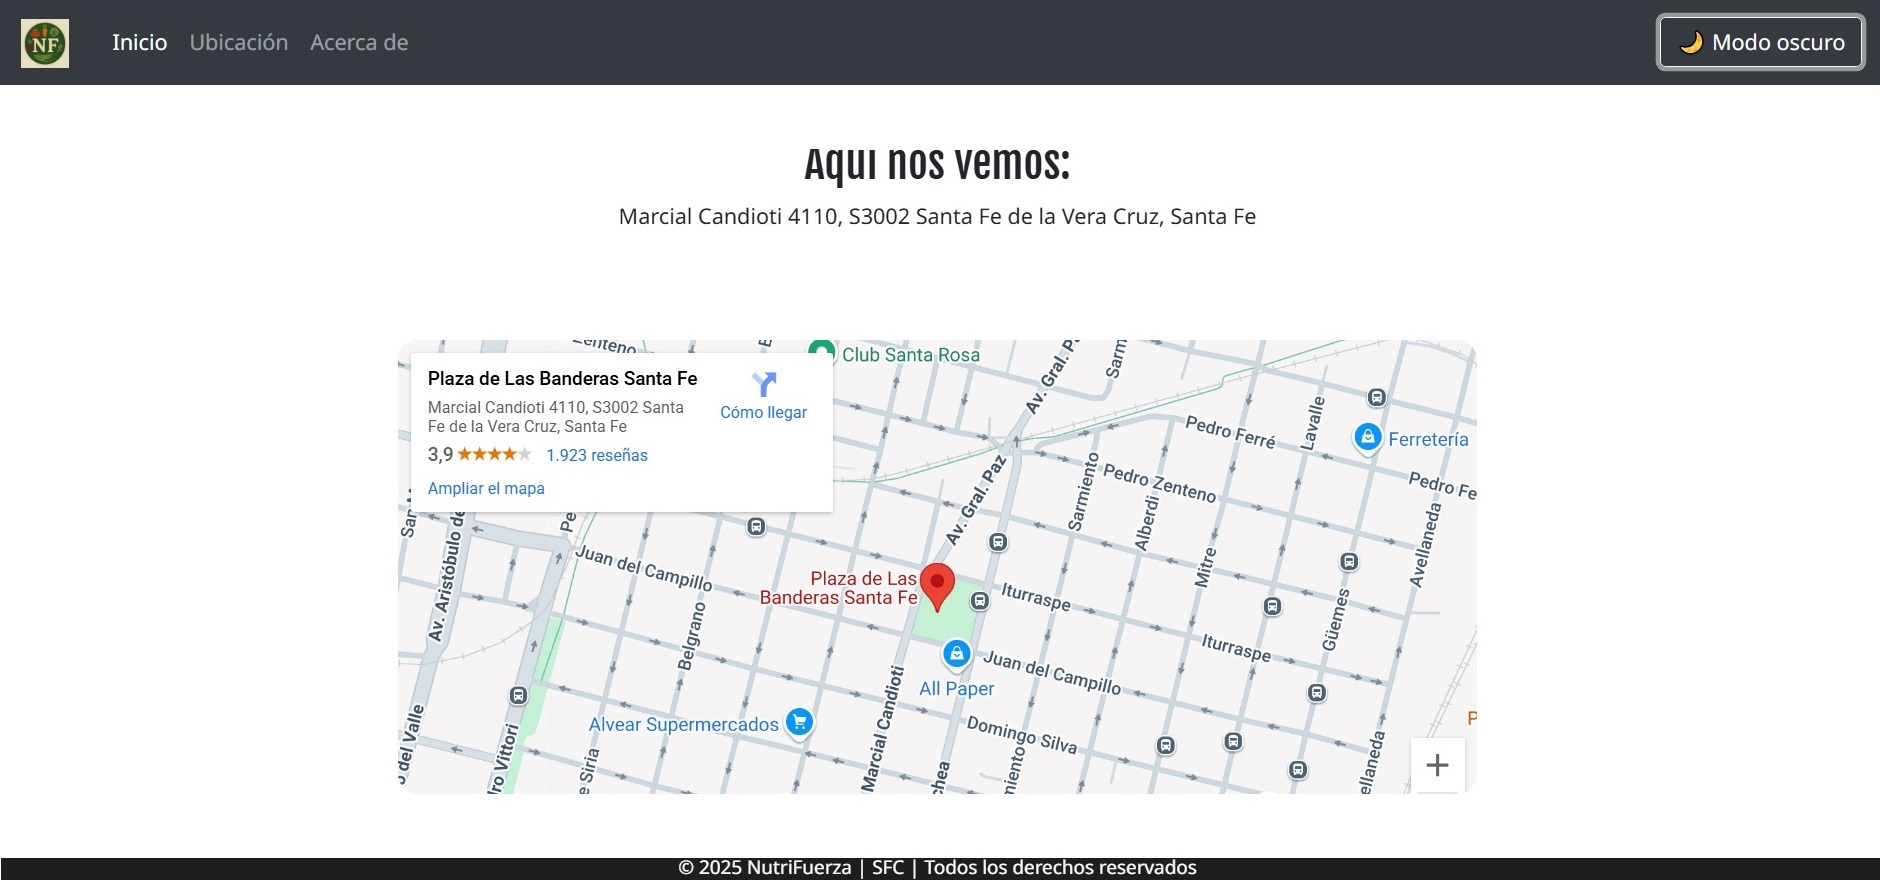 NF
Inicio
Ubicación
Acerca de
🌙 Modo oscuro
Aquí nos vemos:
Marcial Candioti 4110, S3002 Santa Fe de la Vera Cruz, Santa Fe
Plaza de Las Banderas Santa Fe
Marcial Candioti 4110, S3002 Santa
Fe de la Vera Cruz, Santa Fe
3,9 1.923 reseñas
Ampliar el mapa
Cómo llegar
Zenteno
Club Santa Rosa
Av. Gral.
Sarm
Pedro Ferré
Lavalle
Ferretería
Pedro Fe
Av. Gral. Paz
Sarmiento
Pedro Zenteno
Alberdi
Avellaneda
Av. Aristóbulo de
Pe
Juan del Campillo
Mitre
Plaza de Las
Banderas Santa Fe
Iturraspe
Güemes
Belgrano
Iturraspe
Juan del Campillo
All Paper
Alvear Supermercados
Marcial Candioti
Domingo Silva
o del Valle
ro Vittori
e Siria
chea
miento
ellaneda
P
+
© 2025 NutriFuerza | SFC | Todos los derechos reservados